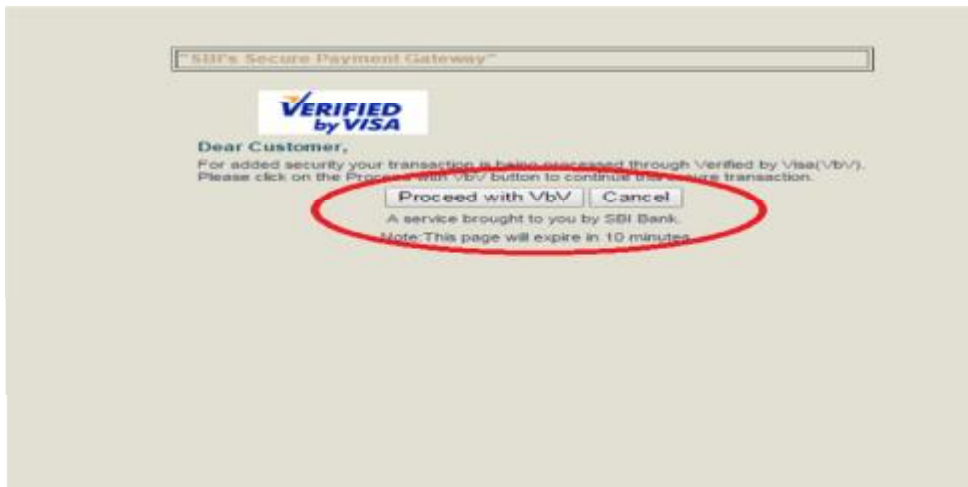 "SBI's Secure Payment Gateway"
VERIFIED
by VISA
Dear Customer,
For added security your transaction is being processed through Verified by Visa(VbV).
Please click on the Proceed with VbV button to continue this secure transaction.
Proceed with VbV Cancel
A service brought to you by SBI Bank.
Note:This page will expire in 10 minutes